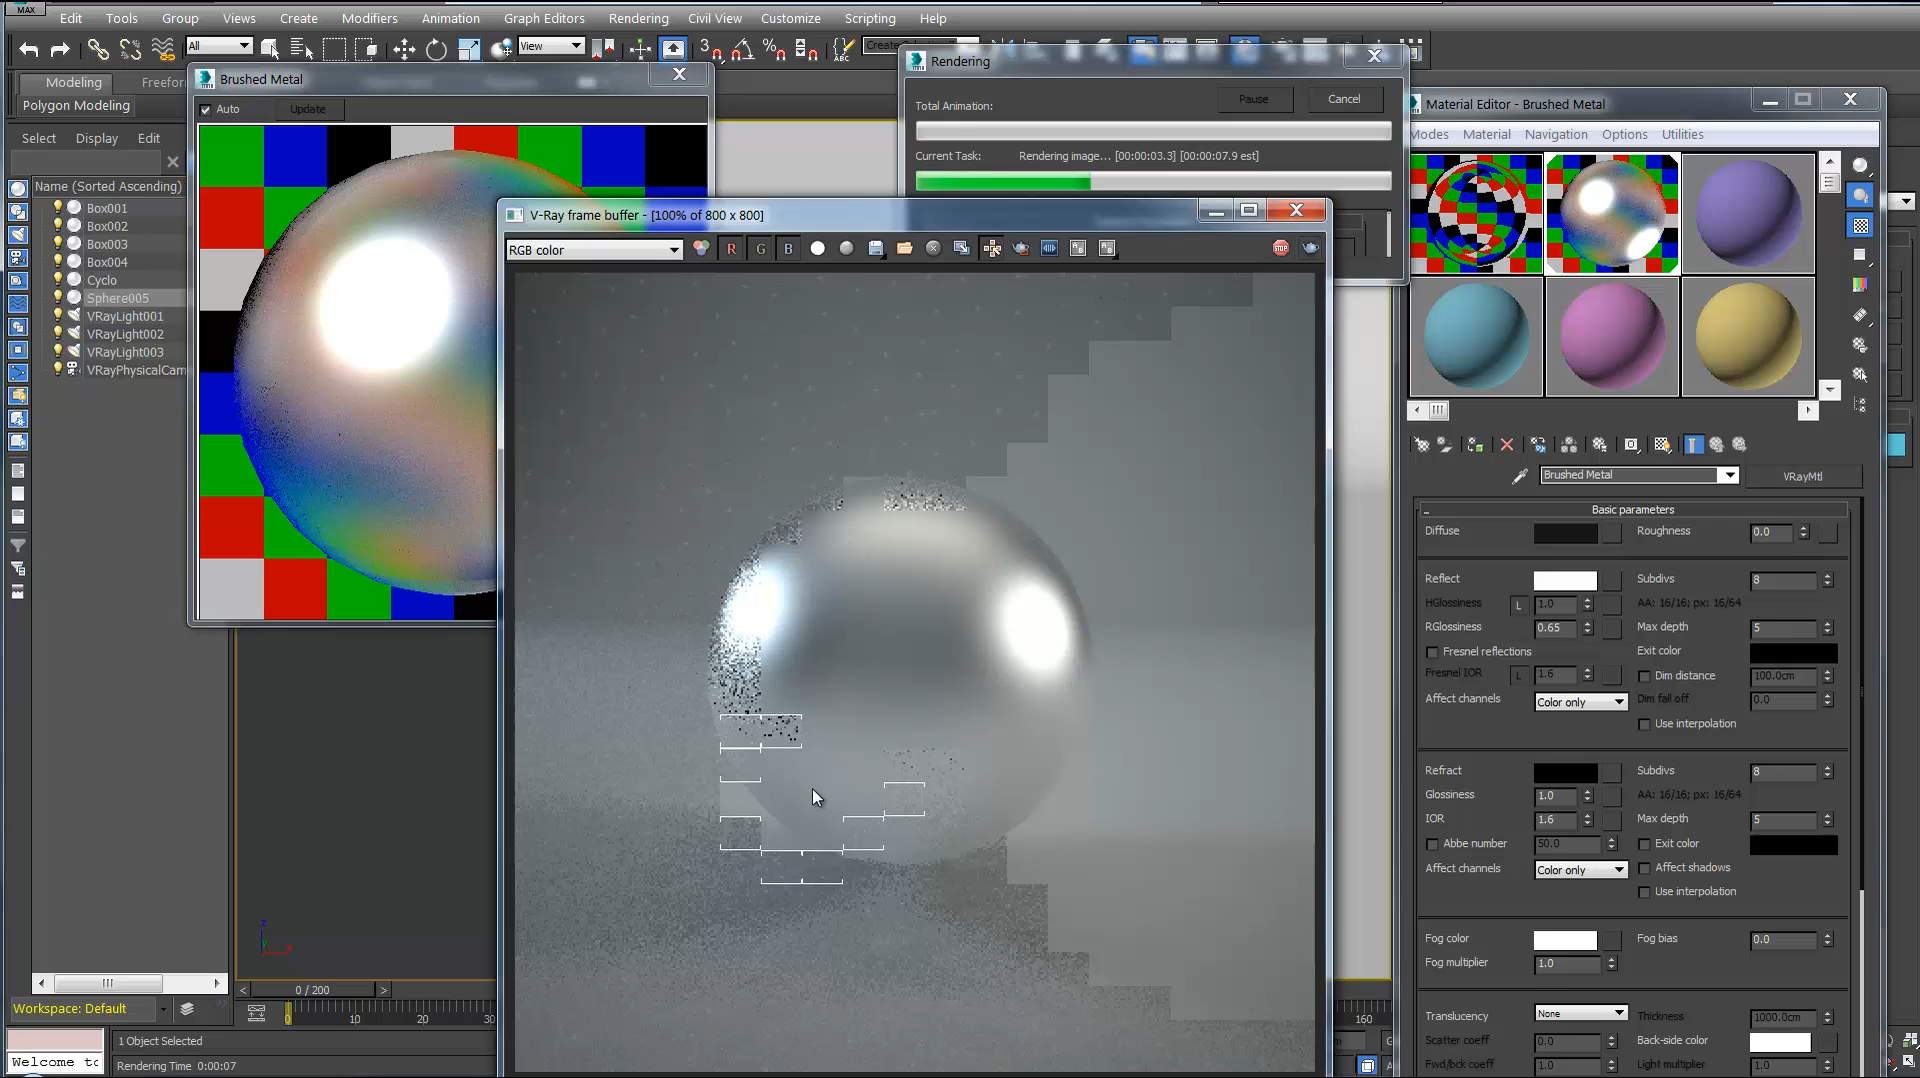 MAX
Edit Tools Group Views Create Modifiers Animation Graph Editors Rendering Civil View Customize Scripting Help
All
View
Modeling Freeform
Polygon Modeling
Select Display Edit
Name (Sorted Ascending)
Box001
Box002
Box003
Box004
Cyclo
Sphere005
VRayLight001
VRayLight002
VRayLight003
VRayPhysicalCam
Brushed Metal
Auto Update
Rendering
Total Animation: Pause Cancel
Current Task: Rendering image... [00:00:03.3] [00:00:07.9 est]
V-Ray frame buffer - [100% of 800 x 800]
RGB color R G B
STOP
Material Editor - Brushed Metal
Modes Material Navigation Options Utilities
Brushed Metal VRayMtl
Basic parameters
Diffuse Roughness 0.0
Reflect Subdivs 8
HGlossiness L 1.0 AA: 16/16; px: 16/64
RGlossiness 0.65 Max depth 5
Fresnel reflections Exit color
Fresnel IOR L 1.6 Dim distance 100.0cm
Affect channels Color only Dim fall off 0.0
Use interpolation
Refract Subdivs 8
Glossiness 1.0 AA: 16/16; px: 16/64
IOR 1.6 Max depth 5
Abbe number 50.0 Exit color
Affect channels Color only Affect shadows
Use interpolation
Fog color Fog bias 0.0
Fog multiplier 1.0
Translucency None Thickness 1000.0cm
Scatter coeff 0.0 Back-side color
Fwd/bck coeff 1.0 Light multiplier 1.0
0 / 200
Workspace: Default
0 10 20 30 160
1 Object Selected
Welcome to
Rendering Time 0:00:07